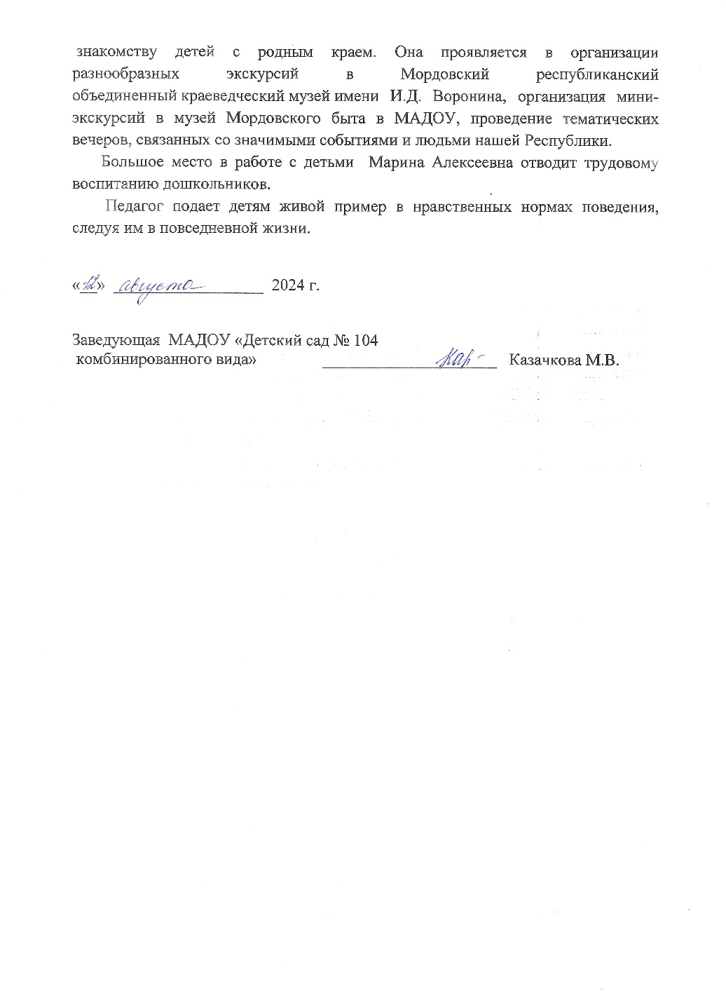 знакомству детей с родным краем. Она проявляется в организации
разнообразных экскурсий в Мордовский республиканский
объединенный краеведческий музей имени И.Д. Воронина, организация мини-
экскурсий в музей Мордовского быта в МАДОУ, проведение тематических
вечеров, связанных со значимыми событиями и людьми нашей Республики.
Большое место в работе с детьми Марина Алексеевна отводит трудовому
воспитанию дошкольников.
Педагог подает детям живой пример в нравственных нормах поведения,
следуя им в повседневной жизни.
«12» августа 2024 г.
Заведующая МАДОУ «Детский сад № 104
комбинированного вида» Казачкова М.В.